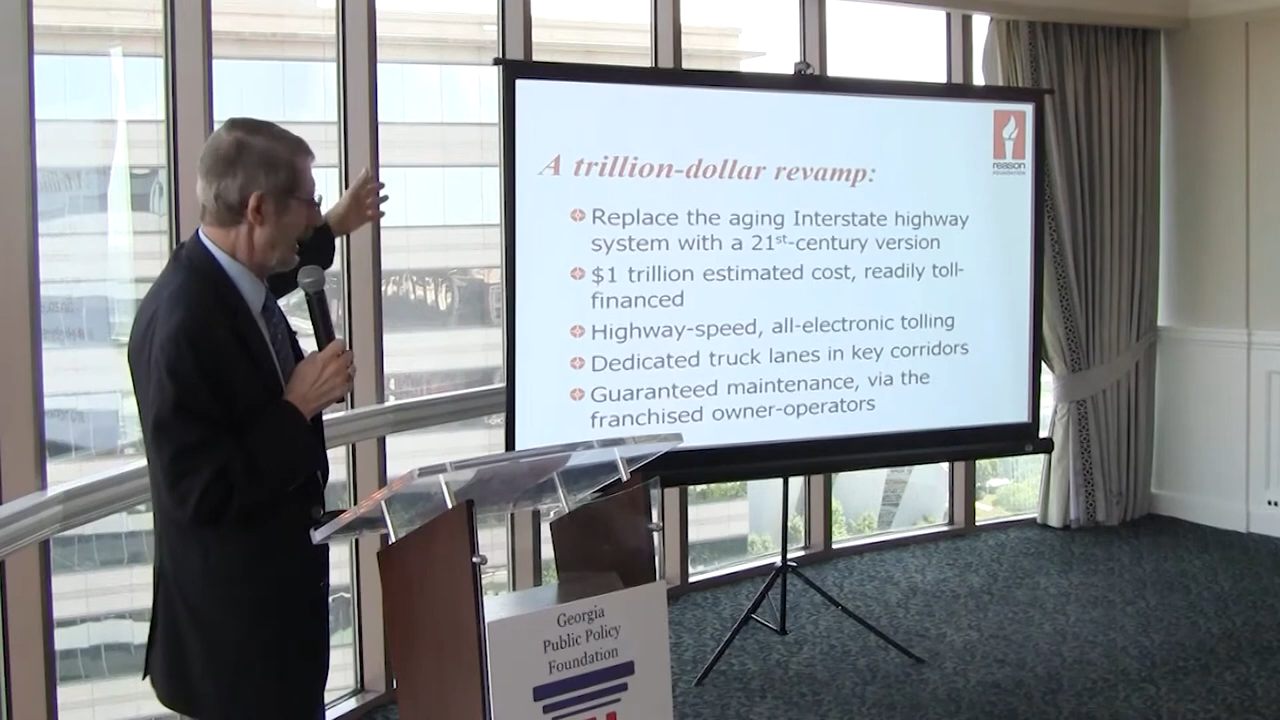 A trillion-dollar revamp:
Replace the aging Interstate highway
system with a 21st-century version
$1 trillion estimated cost, readily toll-
financed
Highway-speed, all-electronic tolling
Dedicated truck lanes in key corridors
Guaranteed maintenance, via the
franchised owner-operators
reason
FOUNDATION
Georgia
Public Policy
Foundation